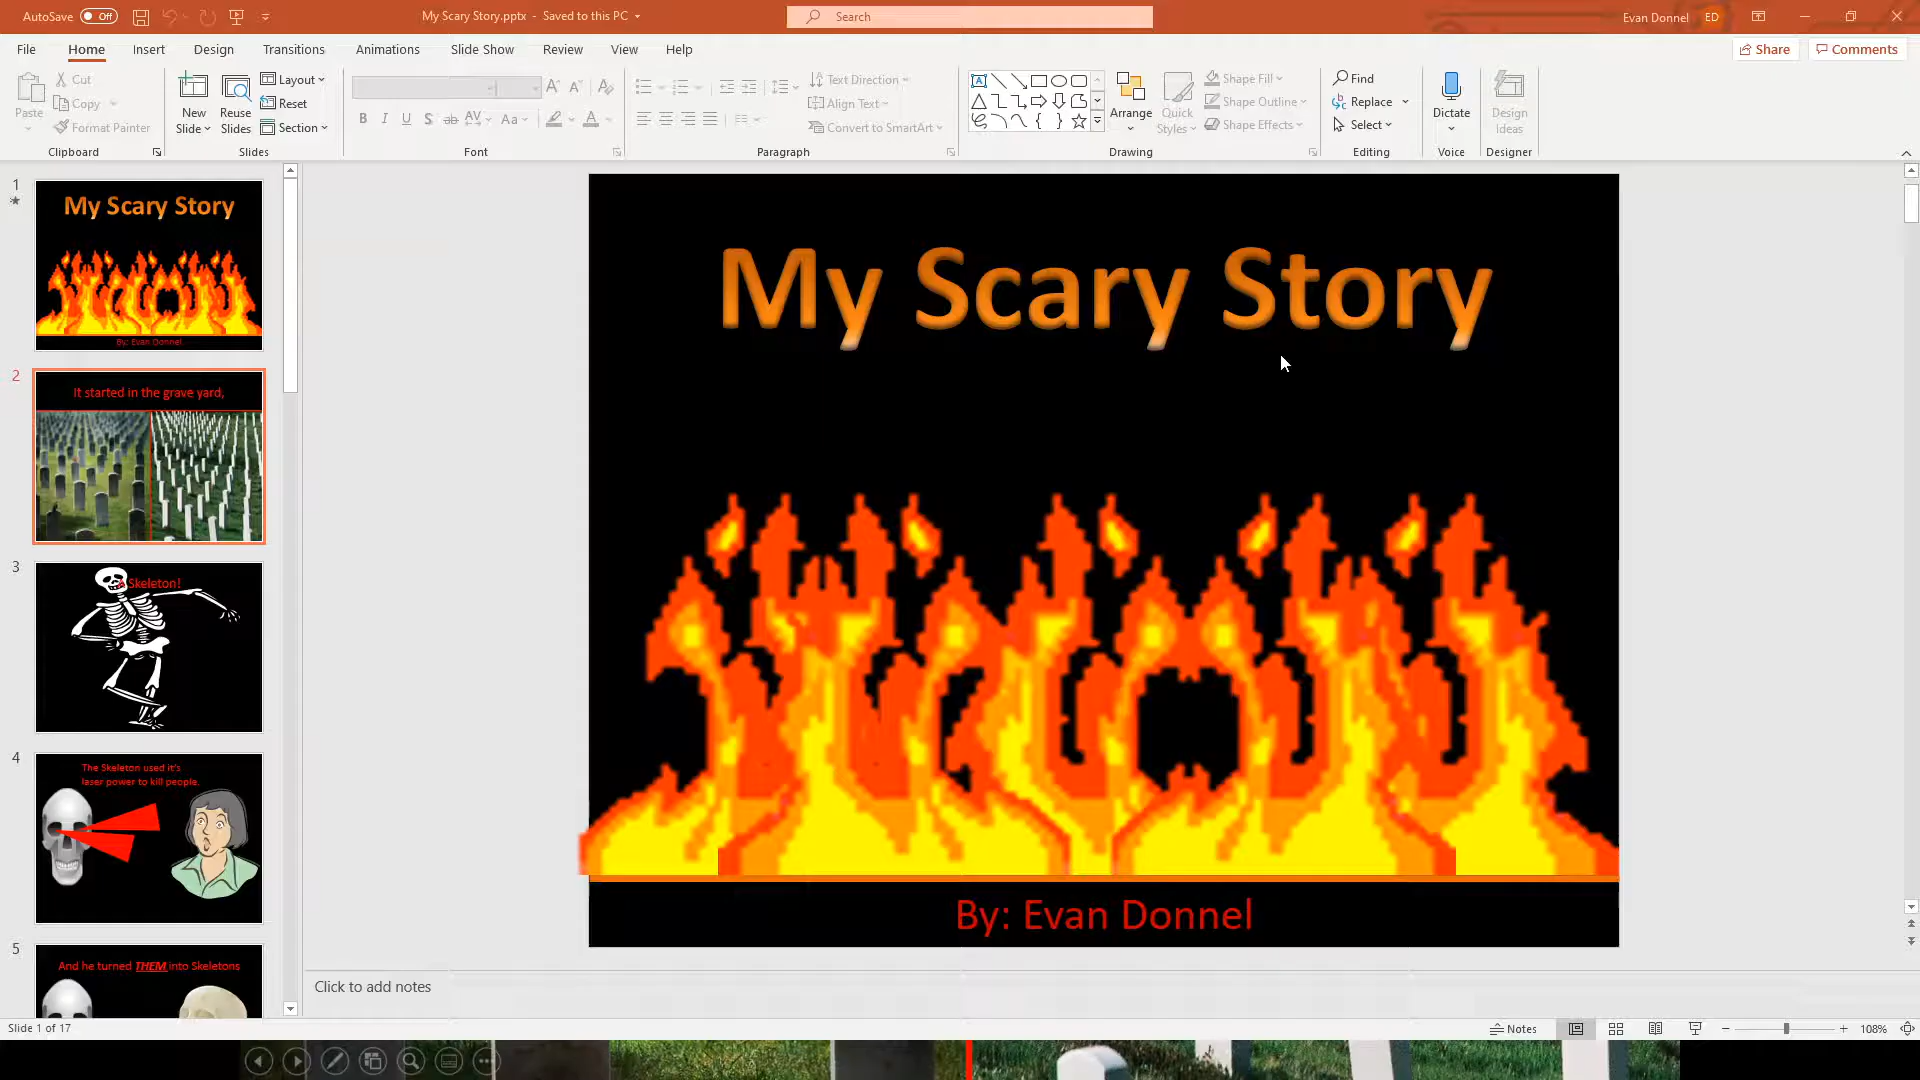 AutoSave Off
My Scary Story.pptx - Saved to this PC
Search
Evan Donnel ED
File Home Insert Design Transitions Animations Slide Show Review View Help
Share Comments
Paste
Cut
Copy
Format Painter
Clipboard
New
Slide
Reuse
Slides
Layout
Reset
Section
Slides
B I U S ab AV Aa A
Font
Text Direction
Align Text
Convert to SmartArt
Paragraph
Arrange
Quick
Styles
Shape Fill
Shape Outline
Shape Effects
Drawing
Find
Replace
Select
Editing
Dictate
Voice
Design
Ideas
Designer
1
My Scary Story
By: Evan Donnel
2
It started in the grave yard,
3
A Skeleton!
4
The Skeleton used it's
laser power to kill people.
5
And he turned THEM into Skeletons
My Scary Story
By: Evan Donnel
Click to add notes
Slide 1 of 17
Notes
108%